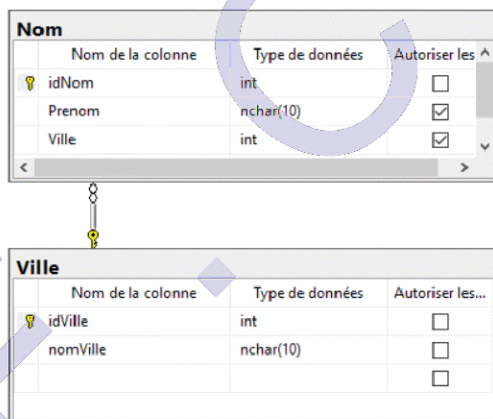 Nom
Nom de la colonne Type de données Autoriser les
idNom int
Prenom nchar(10)
Ville int
Ville
Nom de la colonne Type de données Autoriser les...
idVille int
nomVille nchar(10)